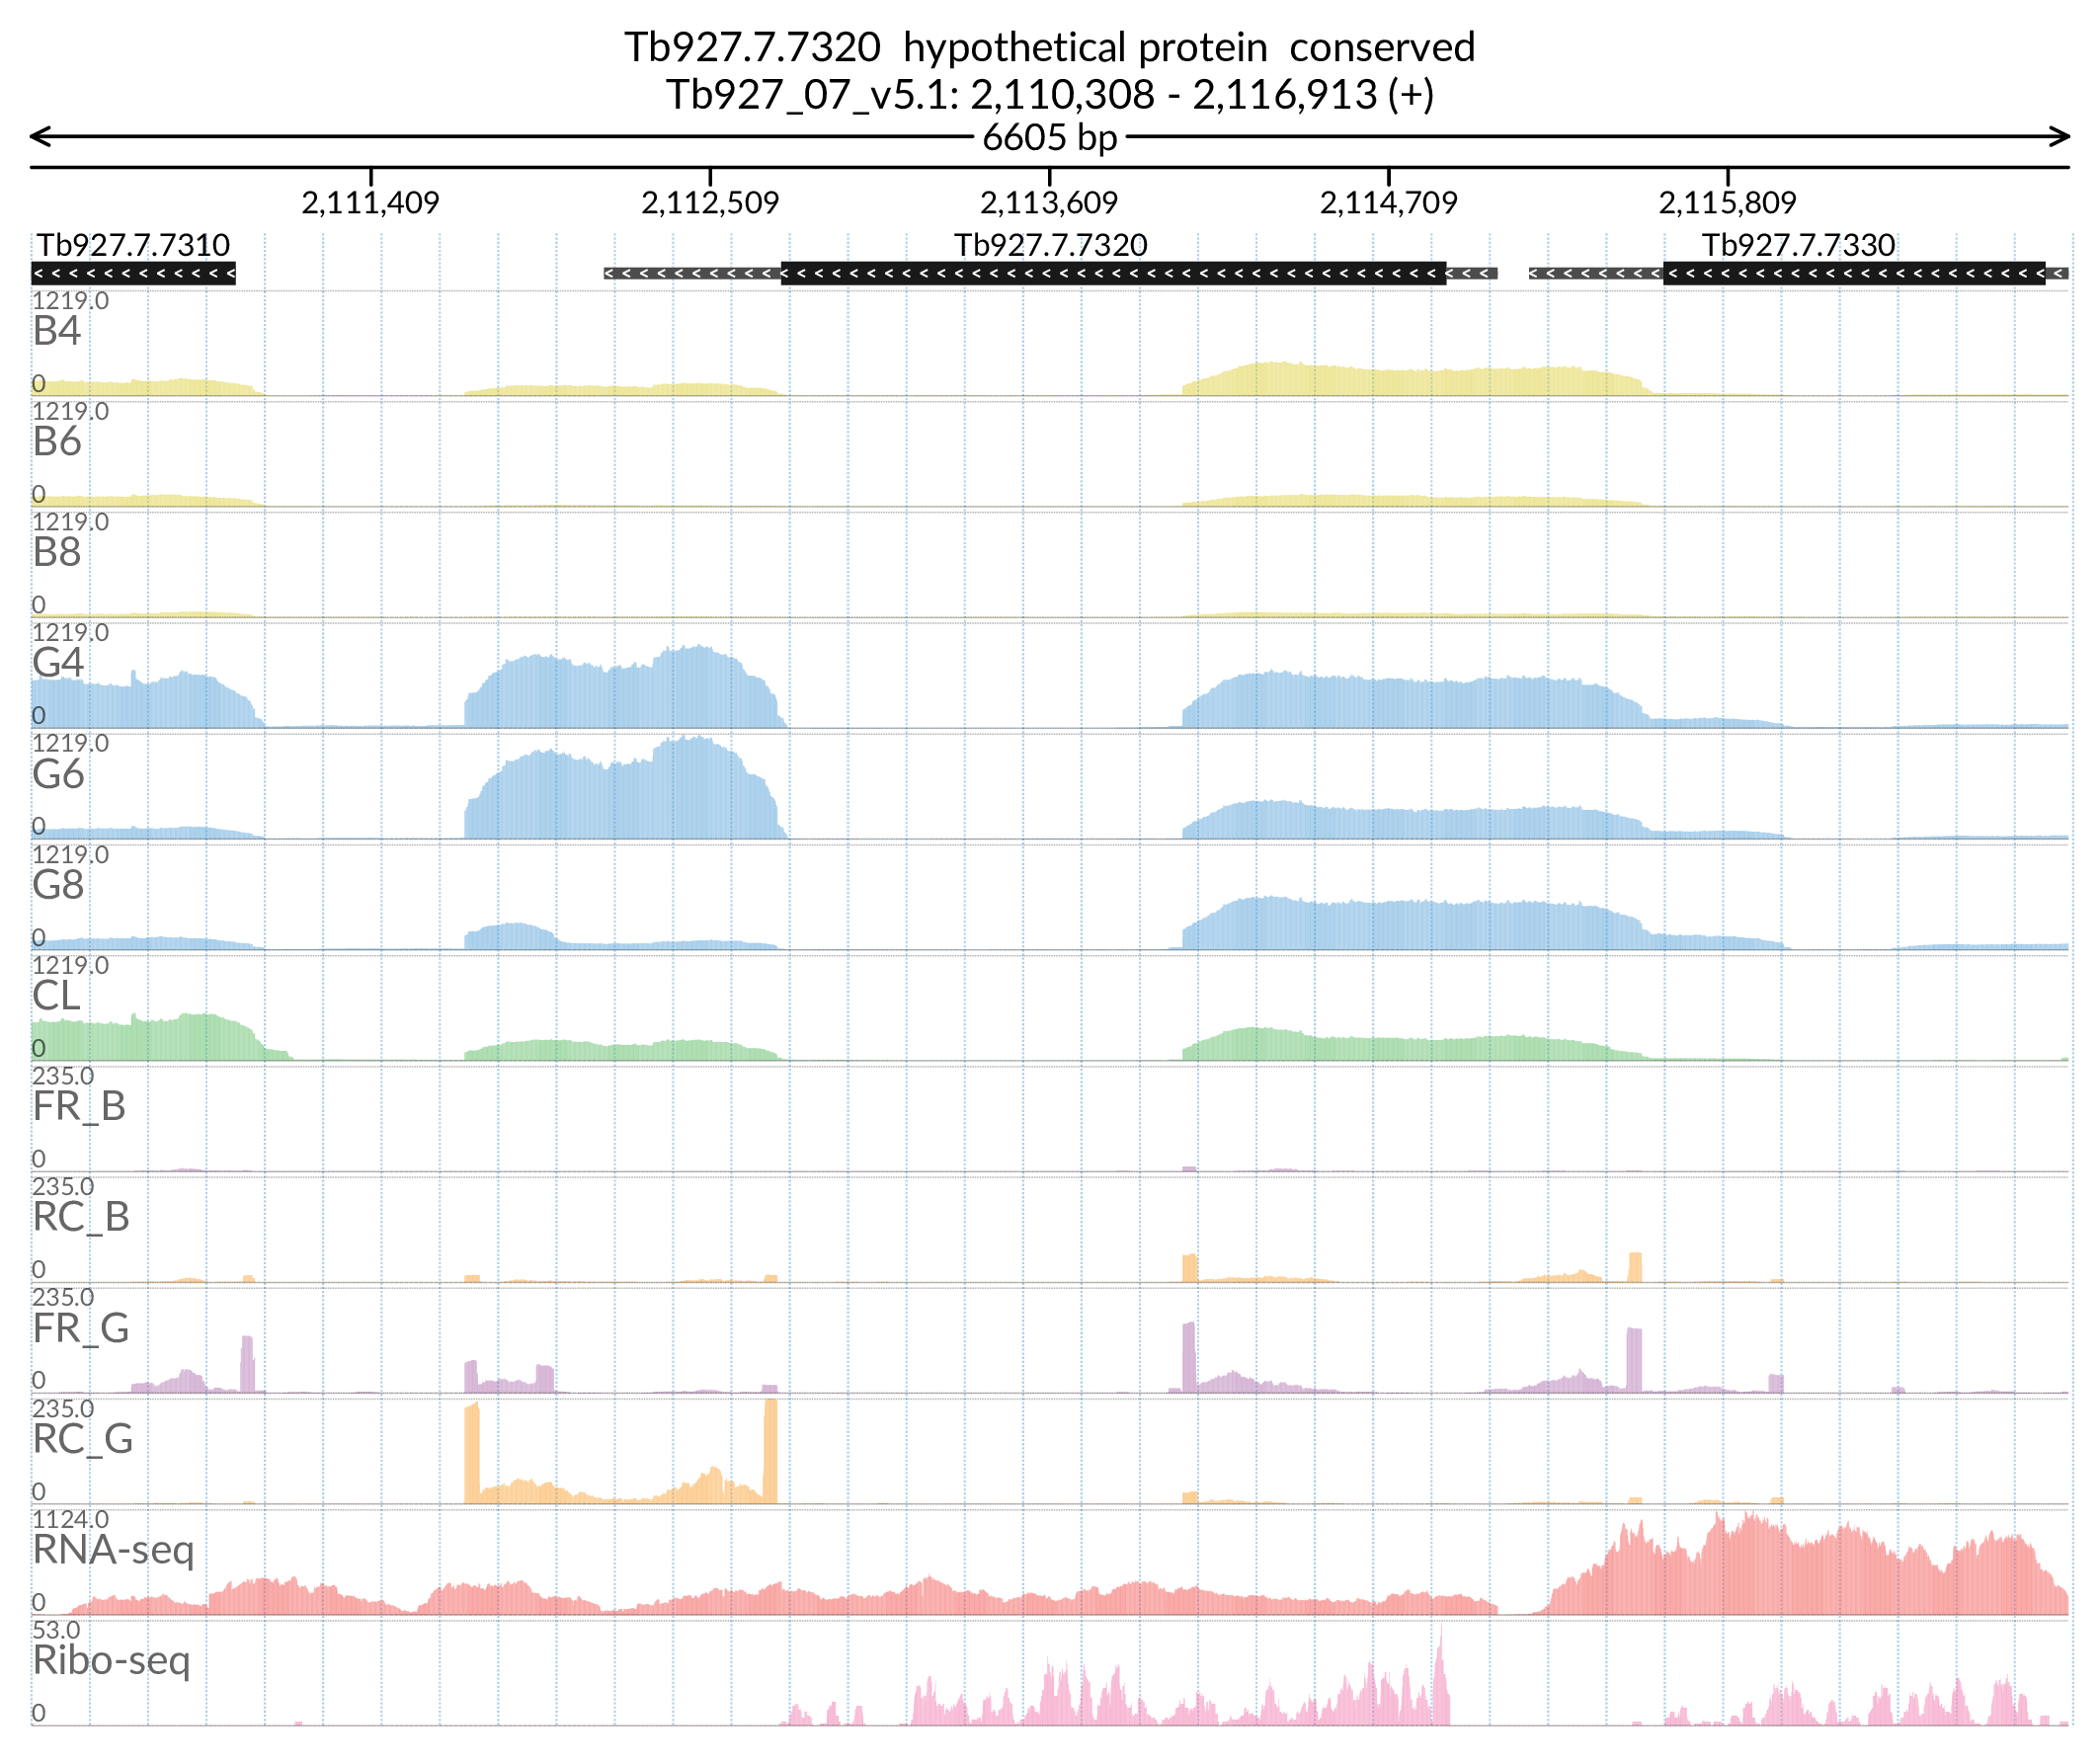 Tb927.7.7320 hypothetical protein conserved
Tb927_07_v5.1: 2,110,308 - 2,116,913 (+)
6605 bp
2,111,409 2,112,509 2,113,609 2,114,709 2,115,809
Tb927.7.7310 Tb927.7.7320 Tb927.7.7330
1219.0
B4
0
1219.0
B6
0
1219.0
B8
0
1219.0
G4
0
1219.0
G6
0
1219.0
G8
0
1219.0
CL
0
235.0
FR_B
0
235.0
RC_B
0
235.0
FR_G
0
235.0
RC_G
0
1124.0
RNA-seq
0
53.0
Ribo-seq
0